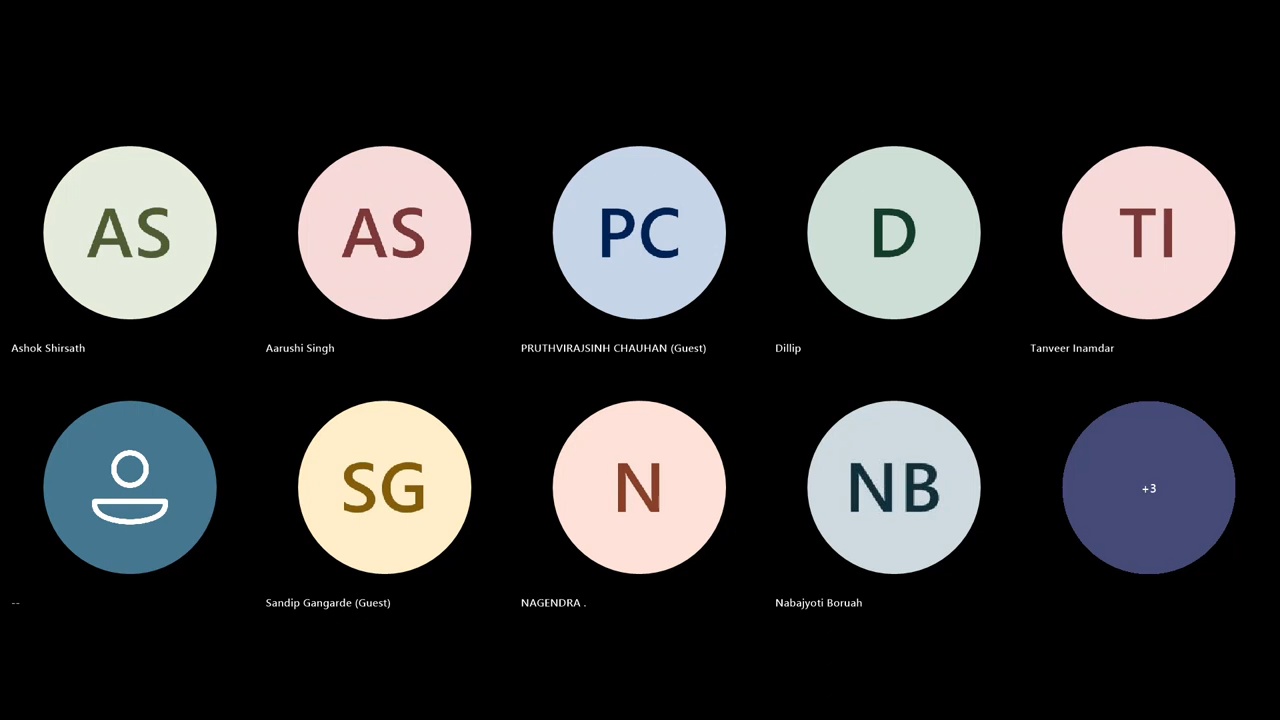 AS
AS
PC
D
TI
Ashok Shirsath
Aarushi Singh
PRUTHVIRAJSINH CHAUHAN (Guest)
Dillip
Tanveer Inamdar
SG
N
NB
+3
--
Sandip Gangarde (Guest)
NAGENDRA .
Nabajyoti Boruah